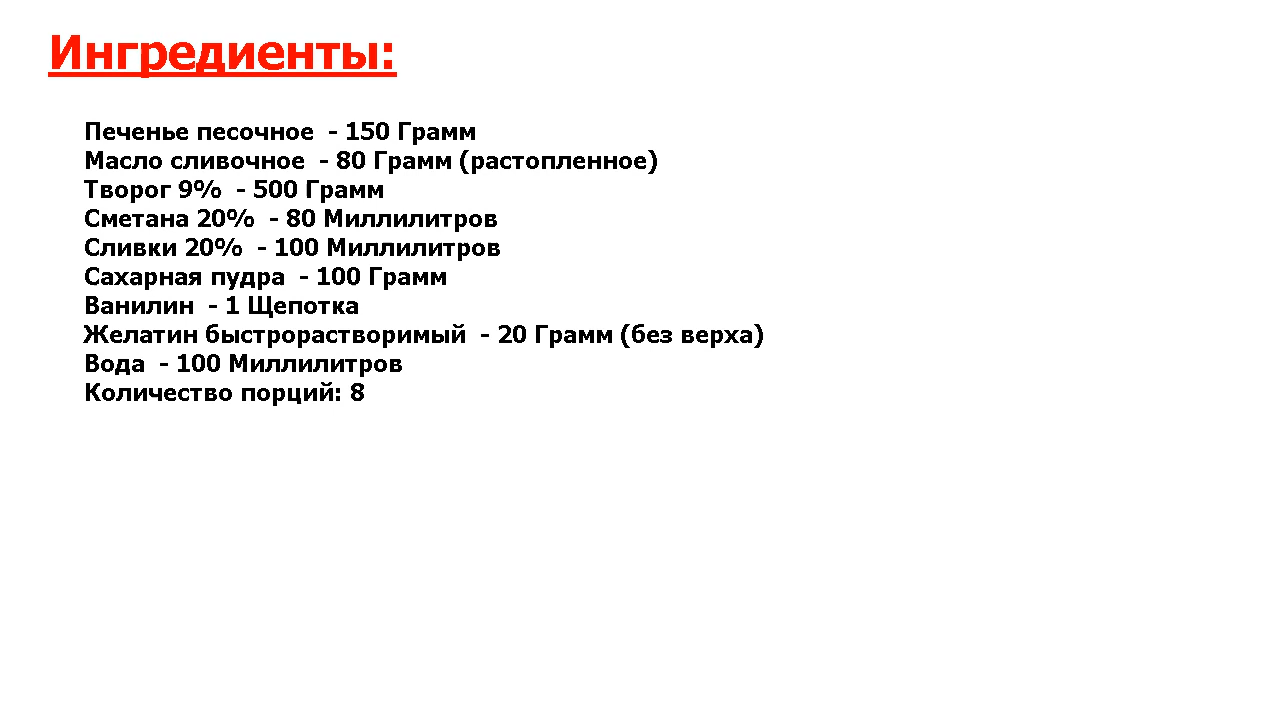 Ингредиенты:
Печенье песочное  - 150 Грамм
Масло сливочное  - 80 Грамм (растопленное)
Творог 9%  - 500 Грамм
Сметана 20%  - 80 Миллилитров
Сливки 20%  - 100 Миллилитров
Сахарная пудра  - 100 Грамм
Ванилин  - 1 Щепотка
Желатин быстрорастворимый  - 20 Грамм (без верха)
Вода  - 100 Миллилитров
Количество порций: 8